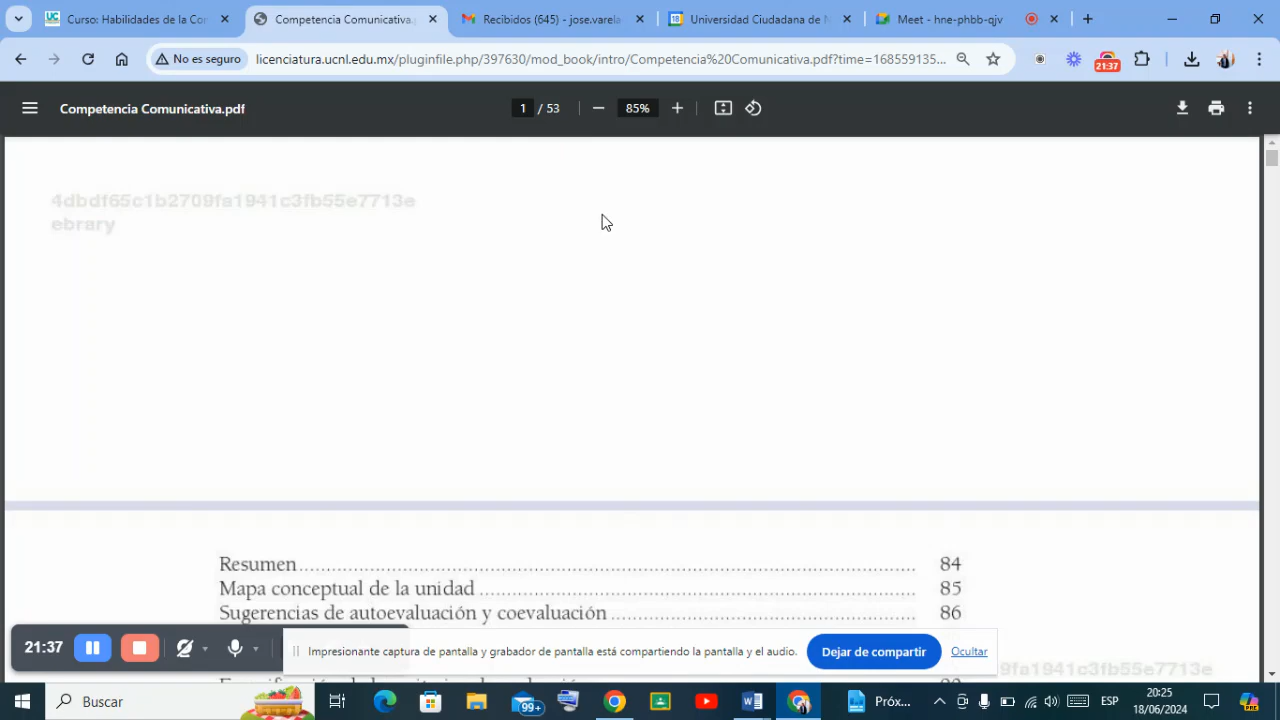 Curso: Habilidades de la Cor
Competencia Comunicativa.
Recibidos (645) - jose.varela
Universidad Ciudadana de N
Meet - hne-phbb-qjv
No es seguro
licenciatura.ucnl.edu.mx/pluginfile.php/397630/mod_book/intro/Competencia%20Comunicativa.pdf?time=168559135...
21:37
Competencia Comunicativa.pdf
1 / 53
85%
4dbdf65c1b2709fa1941c3fb55e7713e
ebrary
Resumen 84
Mapa conceptual de la unidad 85
Sugerencias de autoevaluación y coevaluación 86
21:37
Impresionante captura de pantalla y grabador de pantalla está compartiendo la pantalla y el audio.
Dejar de compartir
Ocultar
9fa1941c3fb55e7713e
Buscar
99+
Próx...
ESP
20:25
18/06/2024
PRE